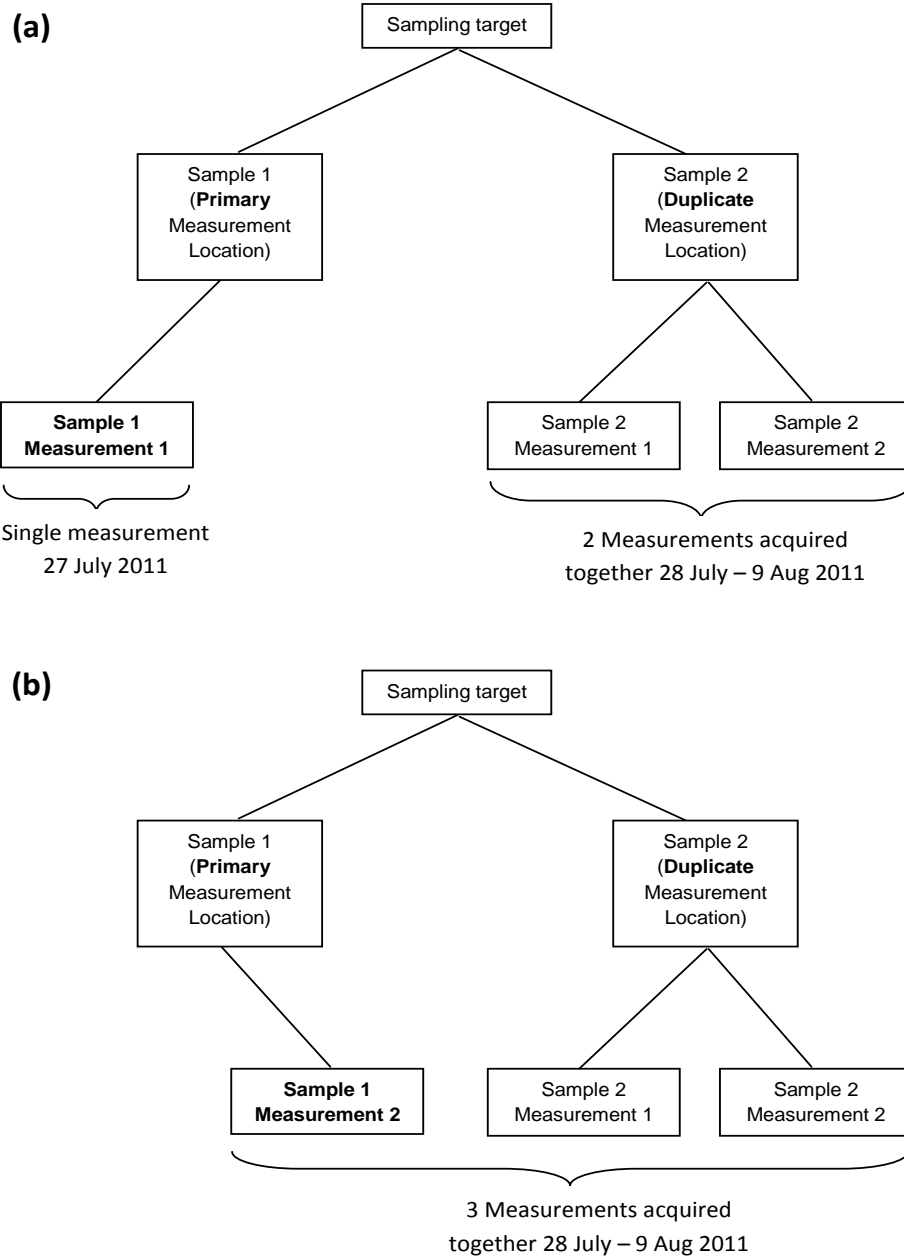 (a)
Sampling target
Sample 1
(Primary
Measurement
Location)
Sample 2
(Duplicate
Measurement
Location)
Sample 1
Measurement 1
Sample 2
Measurement 1
Sample 2
Measurement 2
Single measurement
27 July 2011
2 Measurements acquired
together 28 July – 9 Aug 2011
(b)
Sampling target
Sample 1
(Primary
Measurement
Location)
Sample 2
(Duplicate
Measurement
Location)
Sample 1
Measurement 2
Sample 2
Measurement 1
Sample 2
Measurement 2
3 Measurements acquired
together 28 July – 9 Aug 2011